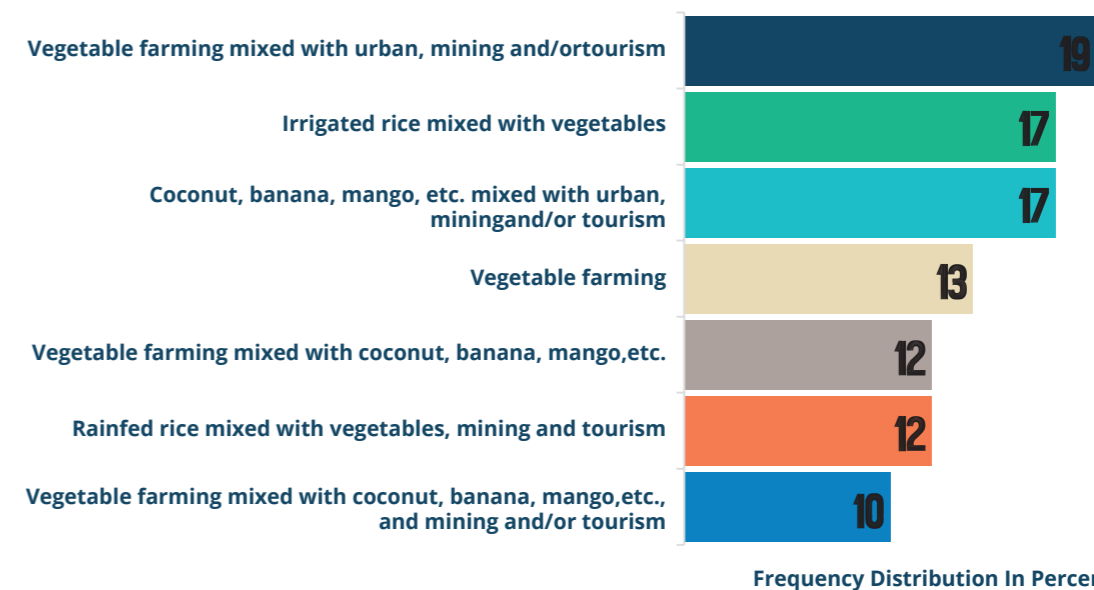 Vegetable farming mixed with urban, mining and/ortourism
19
Irrigated rice mixed with vegetables
17
Coconut, banana, mango, etc. mixed with urban,
miningand/or tourism
17
Vegetable farming
13
Vegetable farming mixed with coconut, banana, mango,etc.
12
Rainfed rice mixed with vegetables, mining and tourism
12
Vegetable farming mixed with coconut, banana, mango,etc.,
and mining and/or tourism
10
Frequency Distribution In